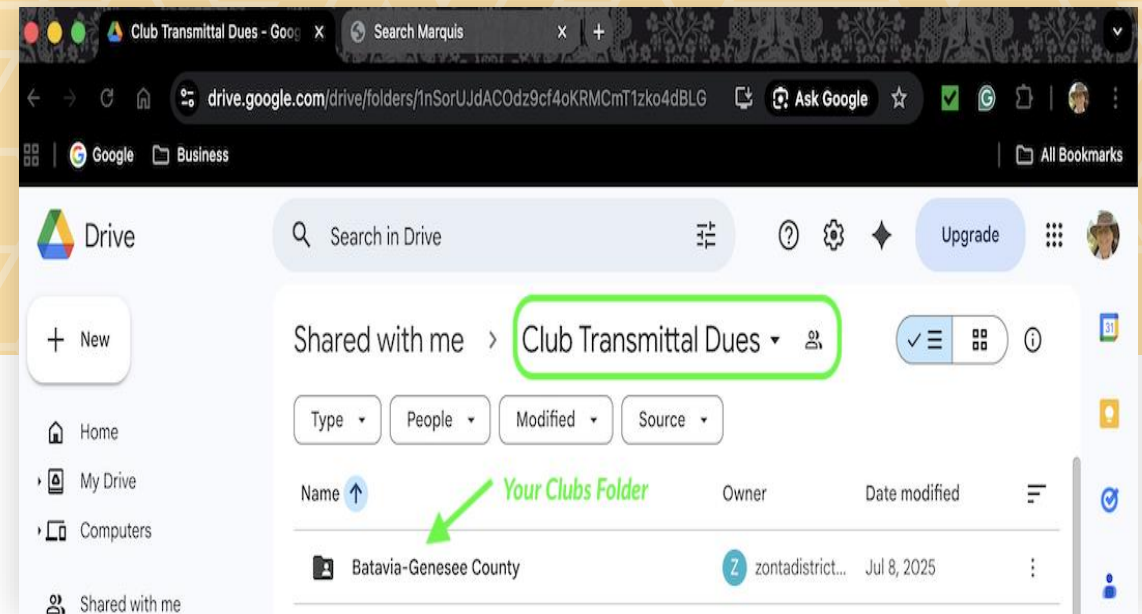 Club Transmittal Dues - Goog X Search Marquis x +
drive.google.com/drive/folders/1nSorUJdACOdz9cf4oKRMCmT1zko4dBLG Ask Google
Google Business All Bookmarks
Drive Search in Drive Upgrade
+ New Shared with me > Club Transmittal Dues 31
Type People Modified Source
Home
My Drive Name Your Clubs Folder Owner Date modified
Computers
Batavia-Genesee County Z zontadistrict... Jul 8, 2025
Shared with me